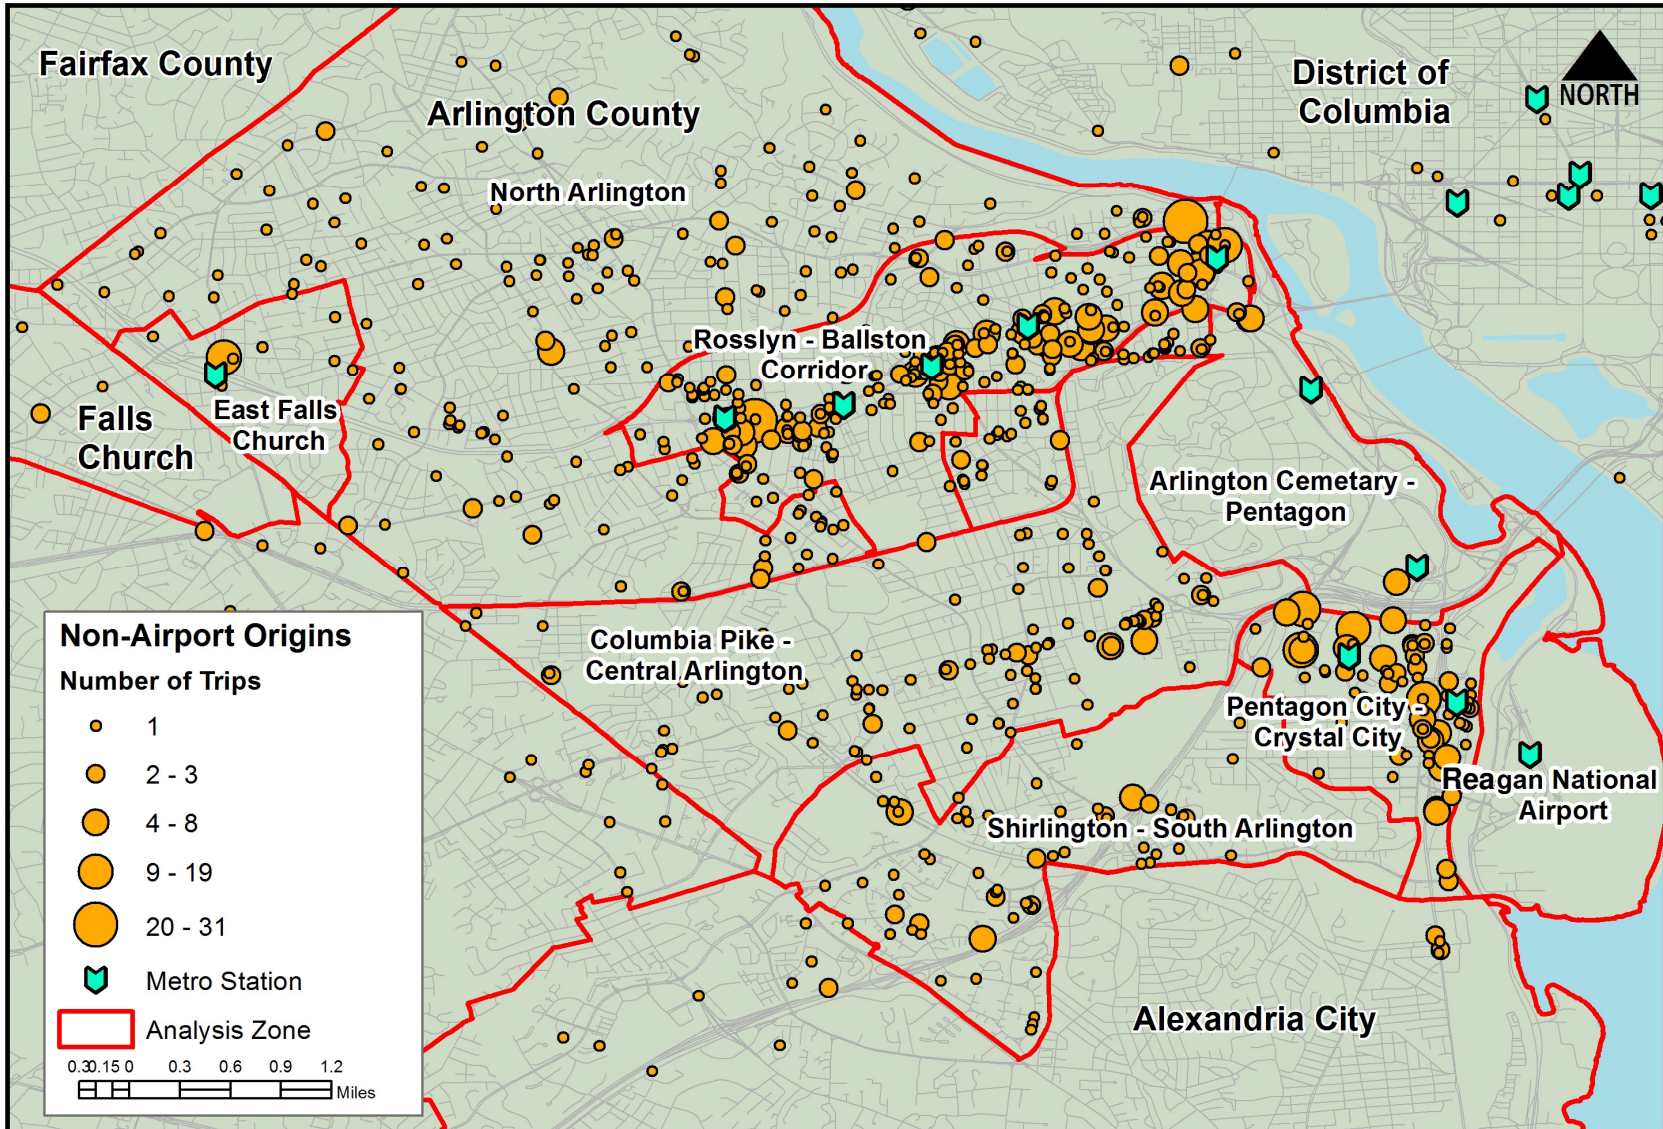 Fairfax County
District of
Columbia
NORTH
Arlington County
North Arlington
Rosslyn - Ballston
Corridor
East Falls
Church
Falls
Church
Arlington Cemetary -
Pentagon
Columbia Pike -
Central Arlington
Pentagon City -
Crystal City
Reagan National
Airport
Shirlington - South Arlington
Alexandria City
Non-Airport Origins
Number of Trips
1
2 - 3
4 - 8
9 - 19
20 - 31
Metro Station
Analysis Zone
0.3 0.15 0 0.3 0.6 0.9 1.2
Miles